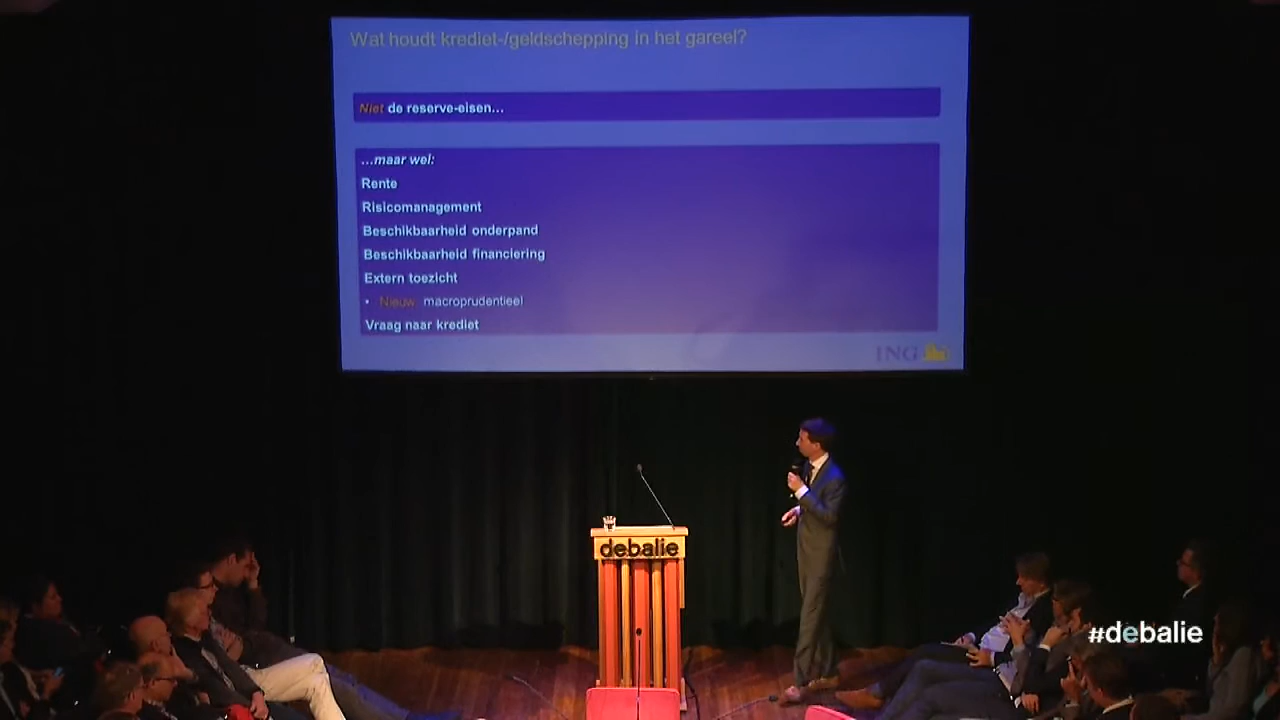 Wat houdt krediet-/geldschepping in het gareel?
Niet de reserve-eisen...
...maar wel:
Rente
Risicomanagement
Beschikbaarheid onderpand
Beschikbaarheid financiering
Extern toezicht
• Nieuw: macroprudentieel
Vraag naar krediet
ING
debalie
#debalie